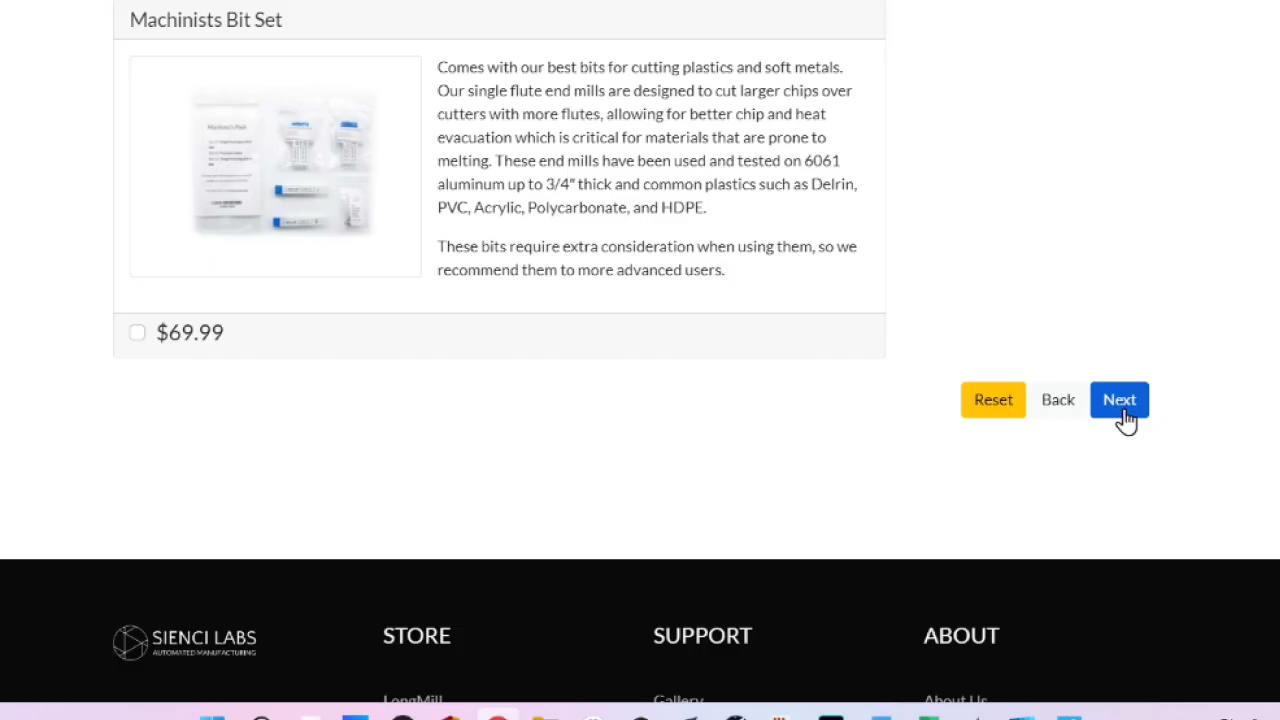 Machinists Bit Set
Comes with our best bits for cutting plastics and soft metals.
Our single flute end mills are designed to cut larger chips over
cutters with more flutes, allowing for better chip and heat
evacuation which is critical for materials that are prone to
melting. These end mills have been used and tested on 6061
aluminum up to 3/4" thick and common plastics such as Delrin,
PVC, Acrylic, Polycarbonate, and HDPE.
These bits require extra consideration when using them, so we
recommend them to more advanced users.
$69.99
Reset Back Next
SIENCI LABS
AUTOMATED MANUFACTURING
STORE SUPPORT ABOUT
LongMill Gallery About Us